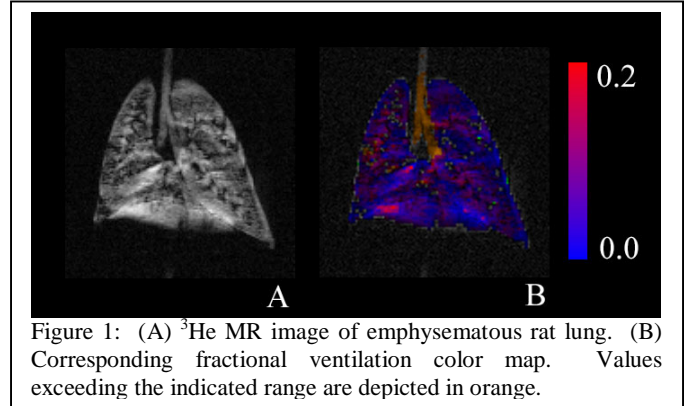 0.2
0.0
A
B
Figure 1: (A) ³He MR image of emphysematous rat lung. (B)
Corresponding fractional ventilation color map. Values
exceeding the indicated range are depicted in orange.